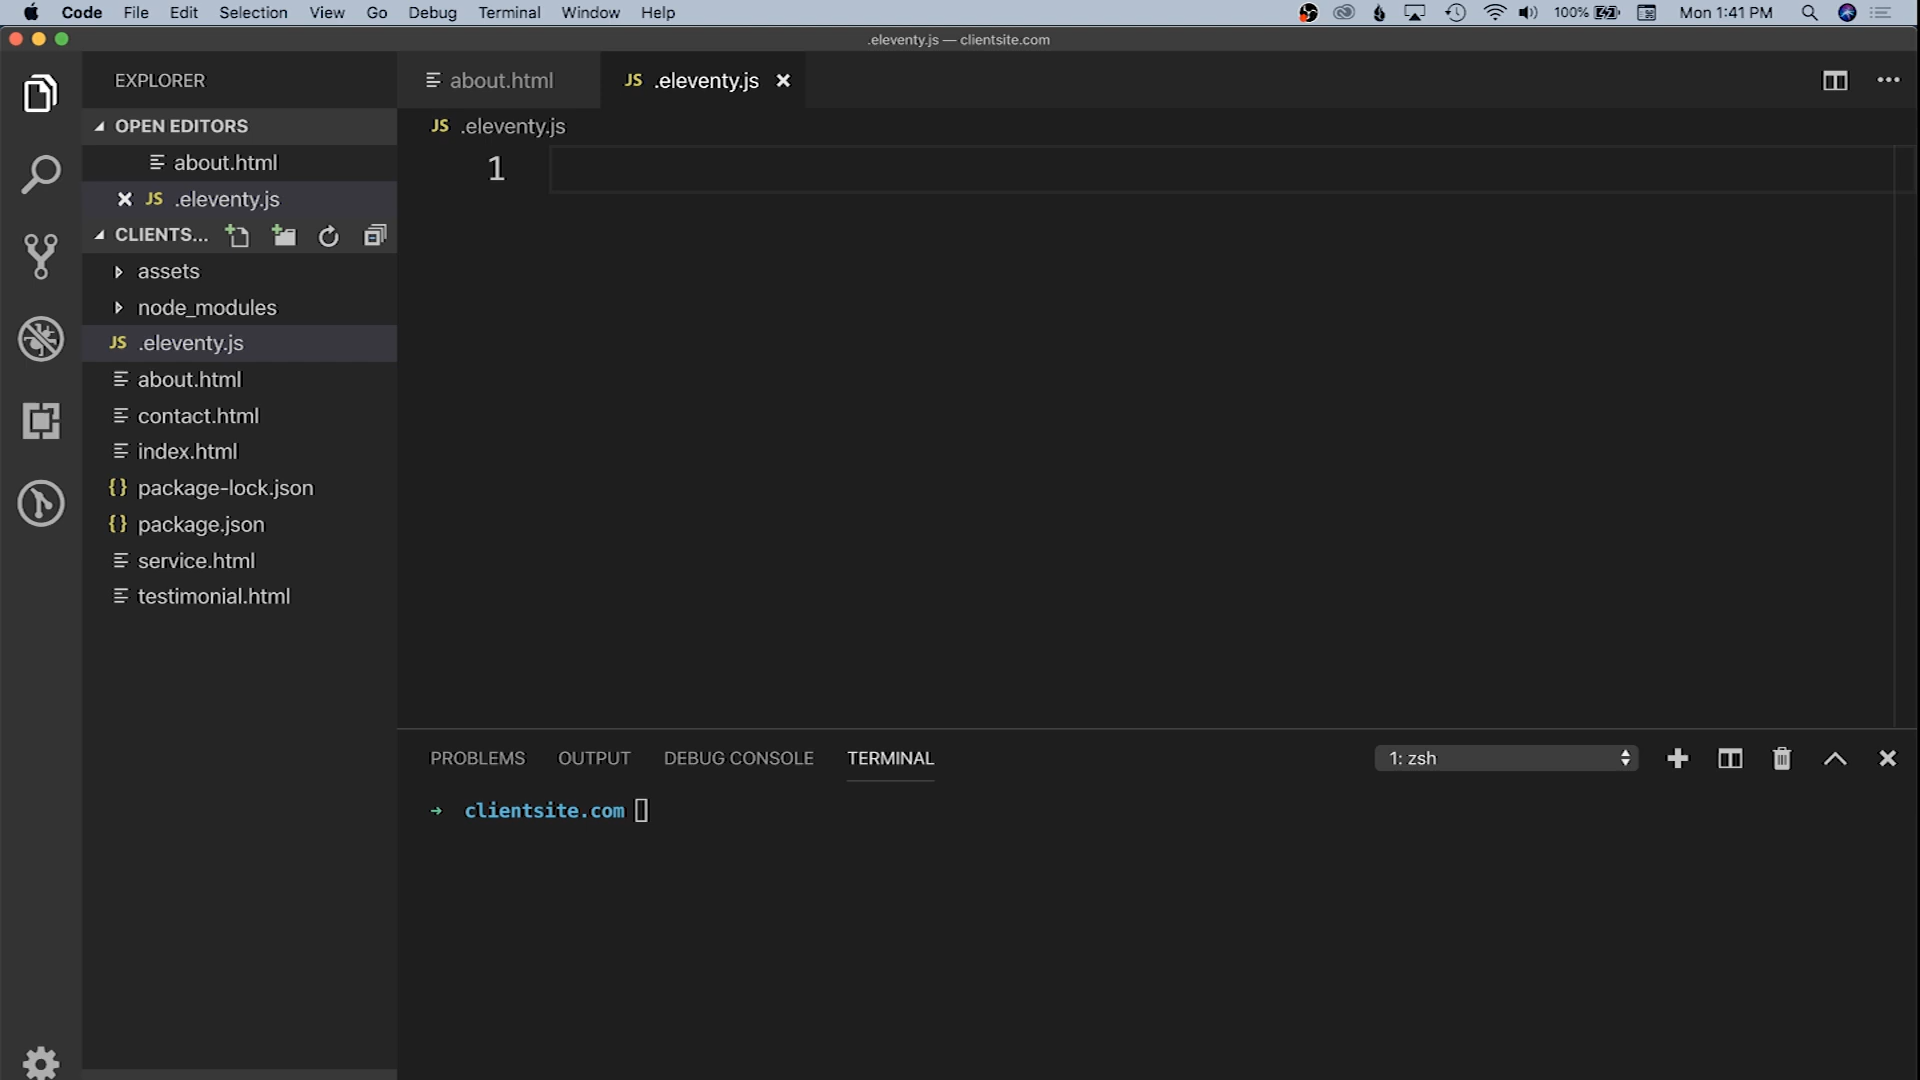 Code File Edit Selection View Go Debug Terminal Window Help 100% Mon 1:41 PM
.eleventy.js — clientsite.com
EXPLORER
OPEN EDITORS
about.html
JS .eleventy.js
CLIENTS...
assets
node_modules
JS .eleventy.js
about.html
contact.html
index.html
{} package-lock.json
{} package.json
service.html
testimonial.html
about.html JS .eleventy.js
JS .eleventy.js
1
PROBLEMS OUTPUT DEBUG CONSOLE TERMINAL 1: zsh
→ clientsite.com